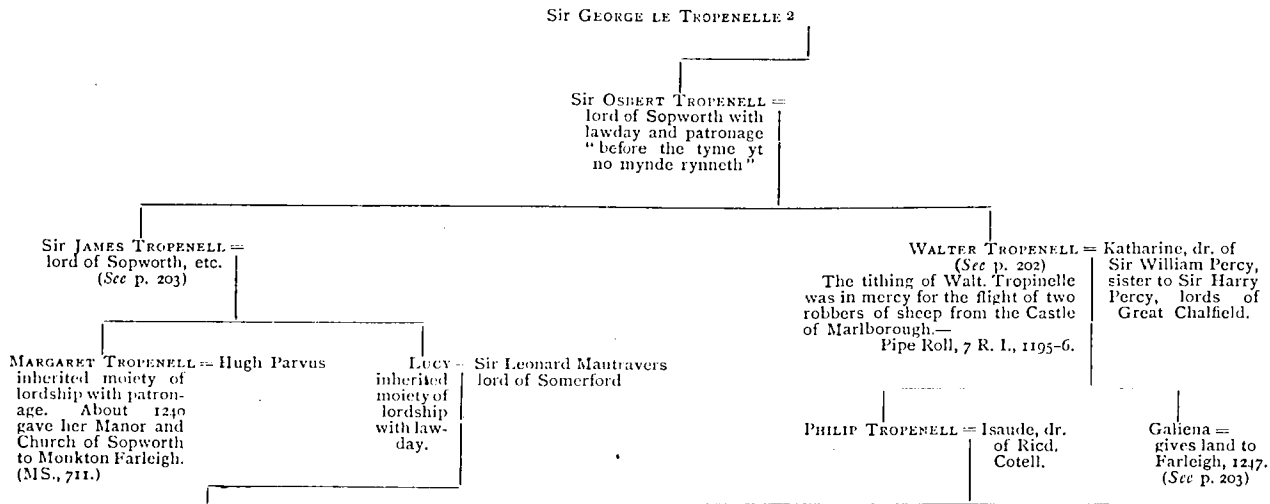 Sir GEORGE LE TROPENELLE 2
Sir OSBERT TROPENELL =
lord of Sopworth with
lawday and patronage
"before the tyme yt
no mynde rynneth"
Sir JAMES TROPENELL =
lord of Sopworth, etc.
(See p. 203)
WALTER TROPENELL =
(See p. 202)
The tithing of Walt. Tropinelle
was in mercy for the flight of two
robbers of sheep from the Castle
of Marlborough.—
Pipe Roll, 7 R. I., 1195-6.
Katharine, dr. of
Sir William Percy,
sister to Sir Harry
Percy, lords of
Great Chalfield.
MARGARET TROPENELL = Hugh Parvus
inherited moiety of
lordship with patron-
age. About 1240
gave her Manor and
Church of Sopworth
to Monkton Farleigh.
(MS., 711.)
LUCY =
inherited
moiety of
lordship
with law-
day.
Sir Leonard Mautravers
lord of Somerford
PHILIP TROPENELL = Isaude, dr.
of Ricd.
Cotell.
Galiena =
gives land to
Farleigh, 1247.
(See p. 203)